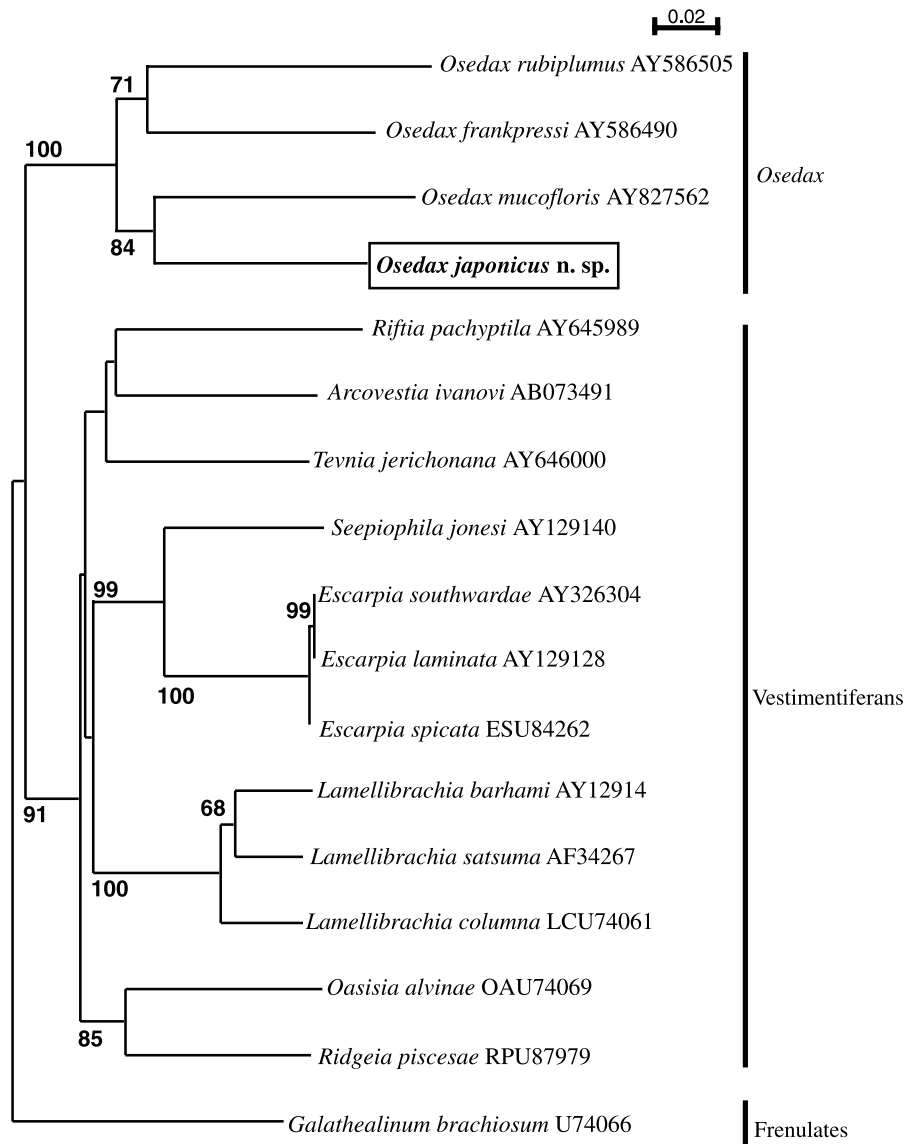 0.02
Osedax rubiplumus AY586505
71
Osedax frankpressi AY586490
100
Osedax
Osedax mucofloris AY827562
84
Osedax japonicus n. sp.
Riftia pachyptila AY645989
Arcovestia ivanovi AB073491
Tevnia jerichonana AY646000
Seepiophila jonesi AY129140
99
Escarpia southwardae AY326304
99
Escarpia laminata AY129128
100
Vestimentiferans
Escarpia spicata ESU84262
Lamellibrachia barhami AY12914
68
91
Lamellibrachia satsuma AF34267
100
Lamellibrachia columna LCU74061
Oasisia alvinae OAU74069
85
Ridgeia piscesae RPU87979
Galathealinum brachiosum U74066
Frenulates